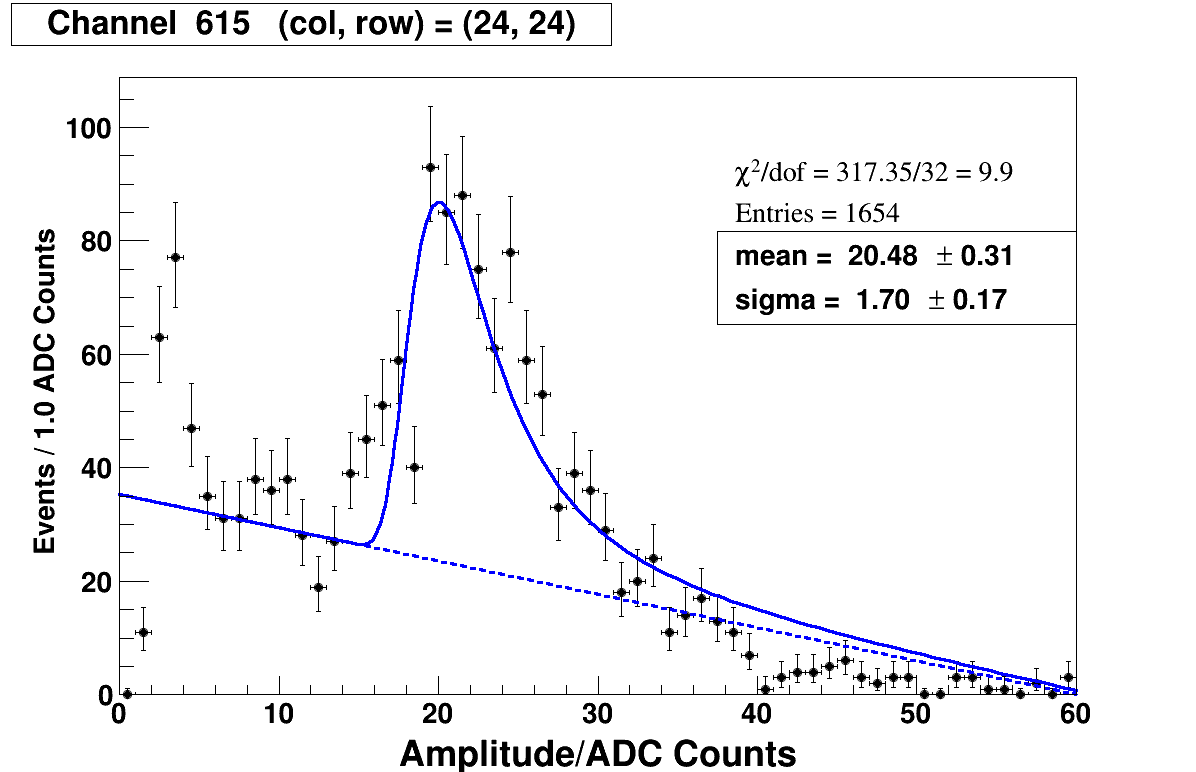 Channel 615 (col, row) = (24, 24)
χ²/dof = 317.35/32 = 9.9
Entries = 1654
mean = 20.48 ± 0.31
sigma = 1.70 ± 0.17
Events / 1.0 ADC Counts
100
80
60
40
20
0
0 10 20 30 40 50 60
Amplitude/ADC Counts